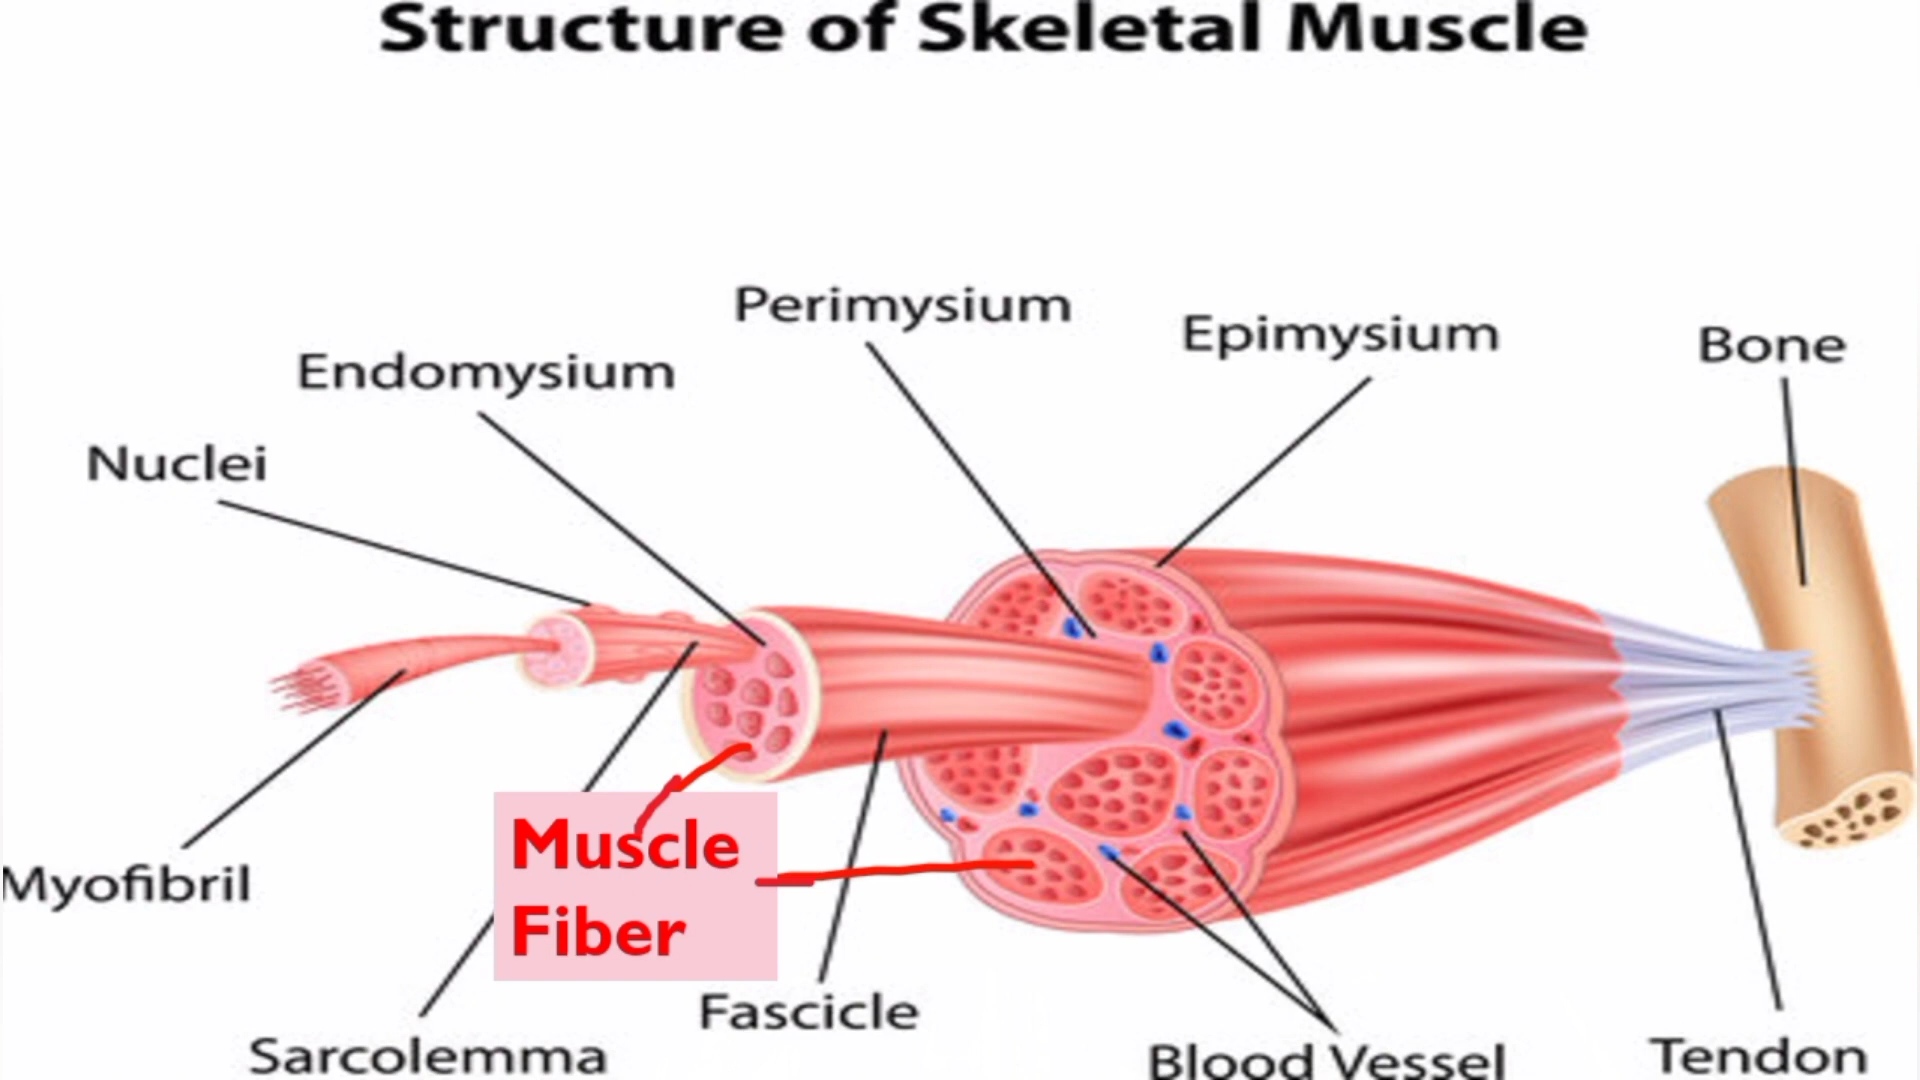 Structure of Skeletal Muscle
Perimysium
Epimysium
Bone
Endomysium
Nuclei
Muscle
Fiber
Myofibril
Fascicle
Sarcolemma
Blood Vessel
Tendon